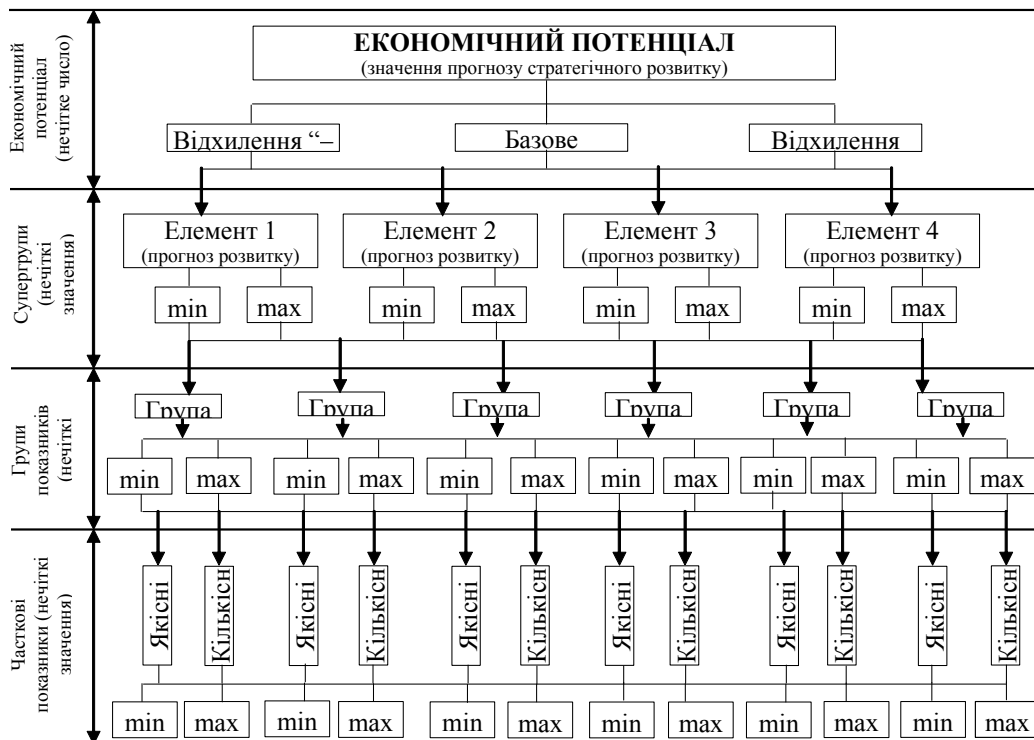 Економічний
потенціал
(нечітке число)
ЕКОНОМІЧНИЙ ПОТЕНЦІАЛ
(значення прогнозу стратегічного розвитку)
Відхилення “–
Базове
Відхилення
Супергрупи
(нечіткі
значення)
Елемент 1
(прогноз розвитку)
Елемент 2
(прогноз розвитку)
Елемент 3
(прогноз розвитку)
Елемент 4
(прогноз розвитку)
min
max
min
max
min
max
min
max
Групи
показників
(нечіткі
Група
Група
Група
Група
Група
Група
min
max
min
max
min
max
min
max
min
max
min
max
Часткові
показники (нечіткі
значення)
Якісні
Кількісн
Якісні
Кількісн
Якісні
Кількісн
Якісні
Кількісн
Якісні
Кількісн
Якісні
Кількісн
min
max
min
max
min
max
min
max
min
max
min
max